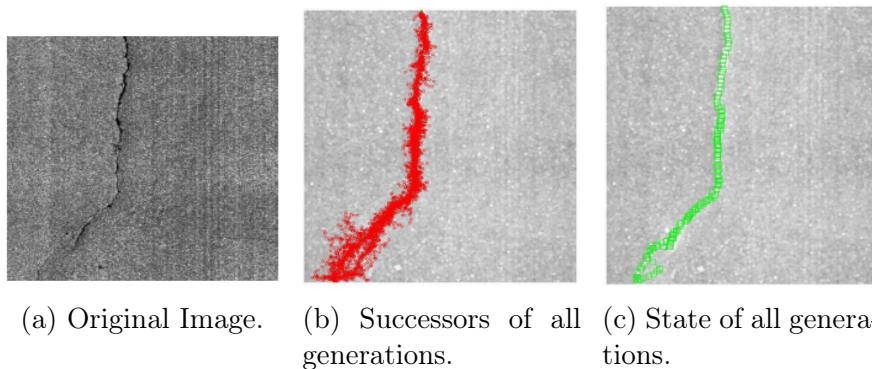 (a) Original Image.
(b) Successors of all
generations.
(c) State of all genera-
tions.